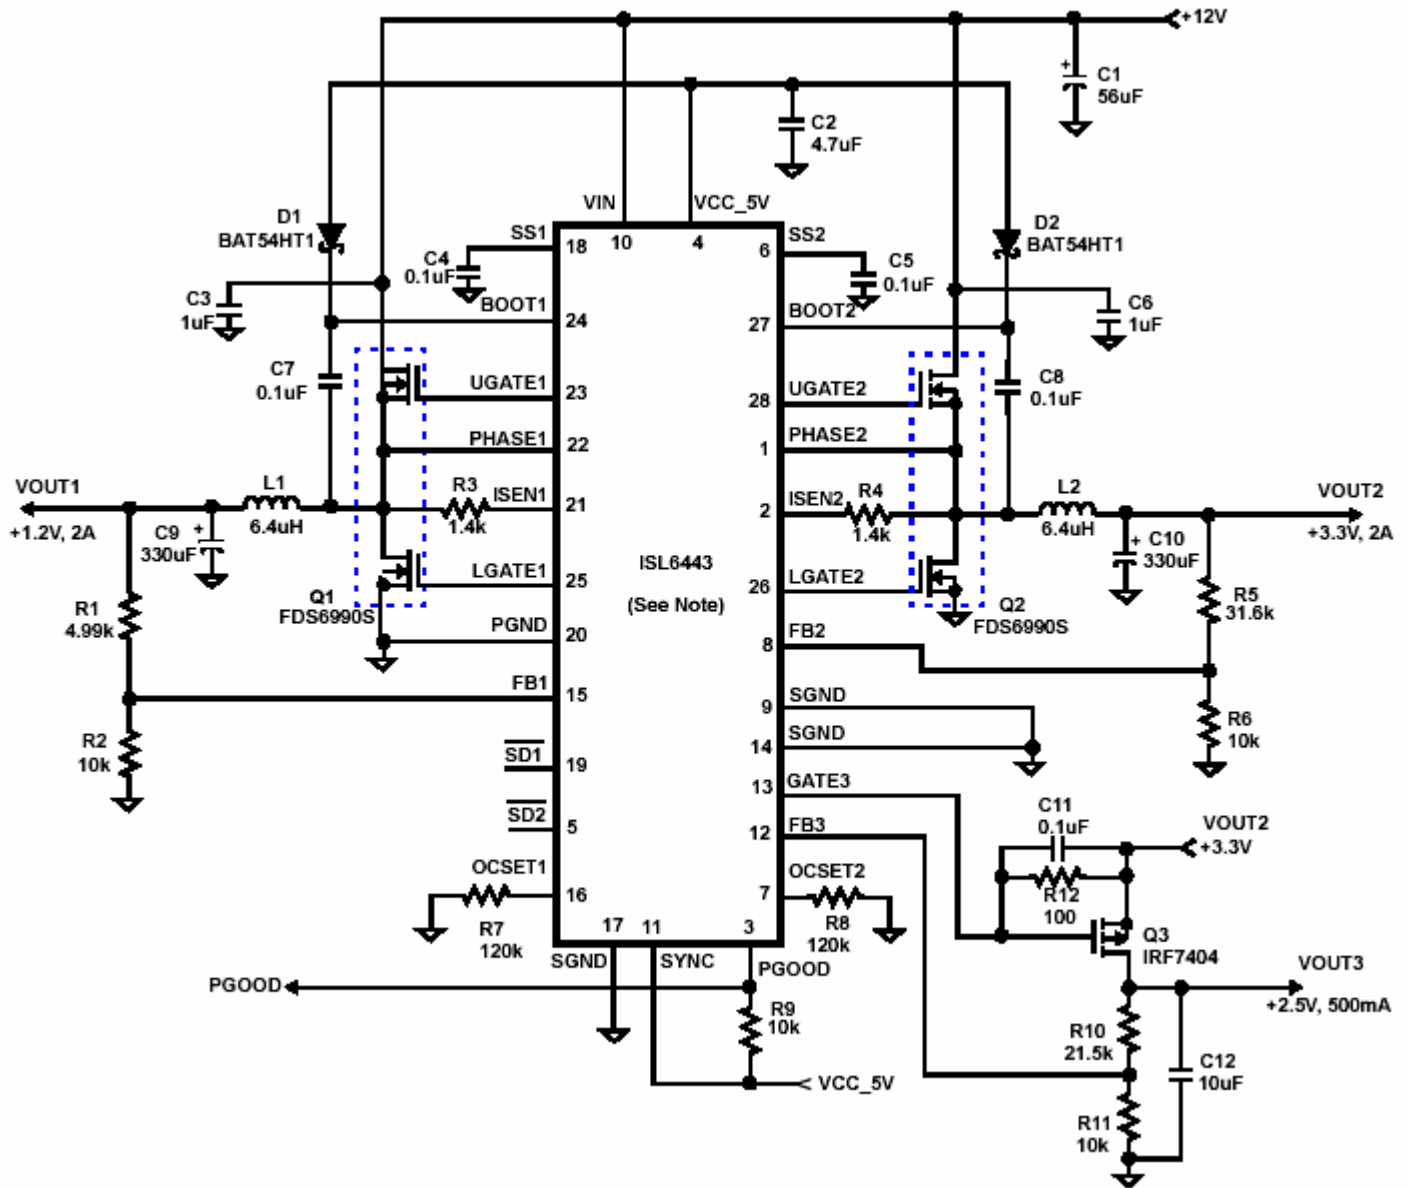 +12V
C1
+
56uF
C2
4.7uF
VIN
VCC_5V
D1
BAT54HT1
D2
BAT54HT1
SS1
18
10
4
6
SS2
C4
0.1uF
C5
0.1uF
C3
1uF
BOOT1
24
27
BOOT2
C6
1uF
C7
0.1uF
UGATE1
23
28
UGATE2
C8
0.1uF
PHASE1
22
1
PHASE2
VOUT1
+1.2V, 2A
L1
6.4uH
C9
+
330uF
R3
1.4k
ISEN1
21
2
ISEN2
R4
1.4k
L2
6.4uH
VOUT2
+3.3V, 2A
+
C10
330uF
ISL6443
(See Note)
LGATE1
25
26
LGATE2
Q1
FDS6990S
Q2
FDS6990S
R1
4.99k
R5
31.6k
PGND
20
8
FB2
FB1
15
9
SGND
R2
10k
R6
10k
14
SGND
SD1
19
13
GATE3
SD2
5
12
FB3
C11
0.1uF
VOUT2
+3.3V
R12
100
OCSET1
16
7
OCSET2
R7
120k
R8
120k
17
11
3
SGND
SYNC
PGOOD
Q3
IRF7404
PGOOD
VOUT3
+2.5V, 500mA
R9
10k
VCC_5V
R10
21.5k
C12
10uF
R11
10k